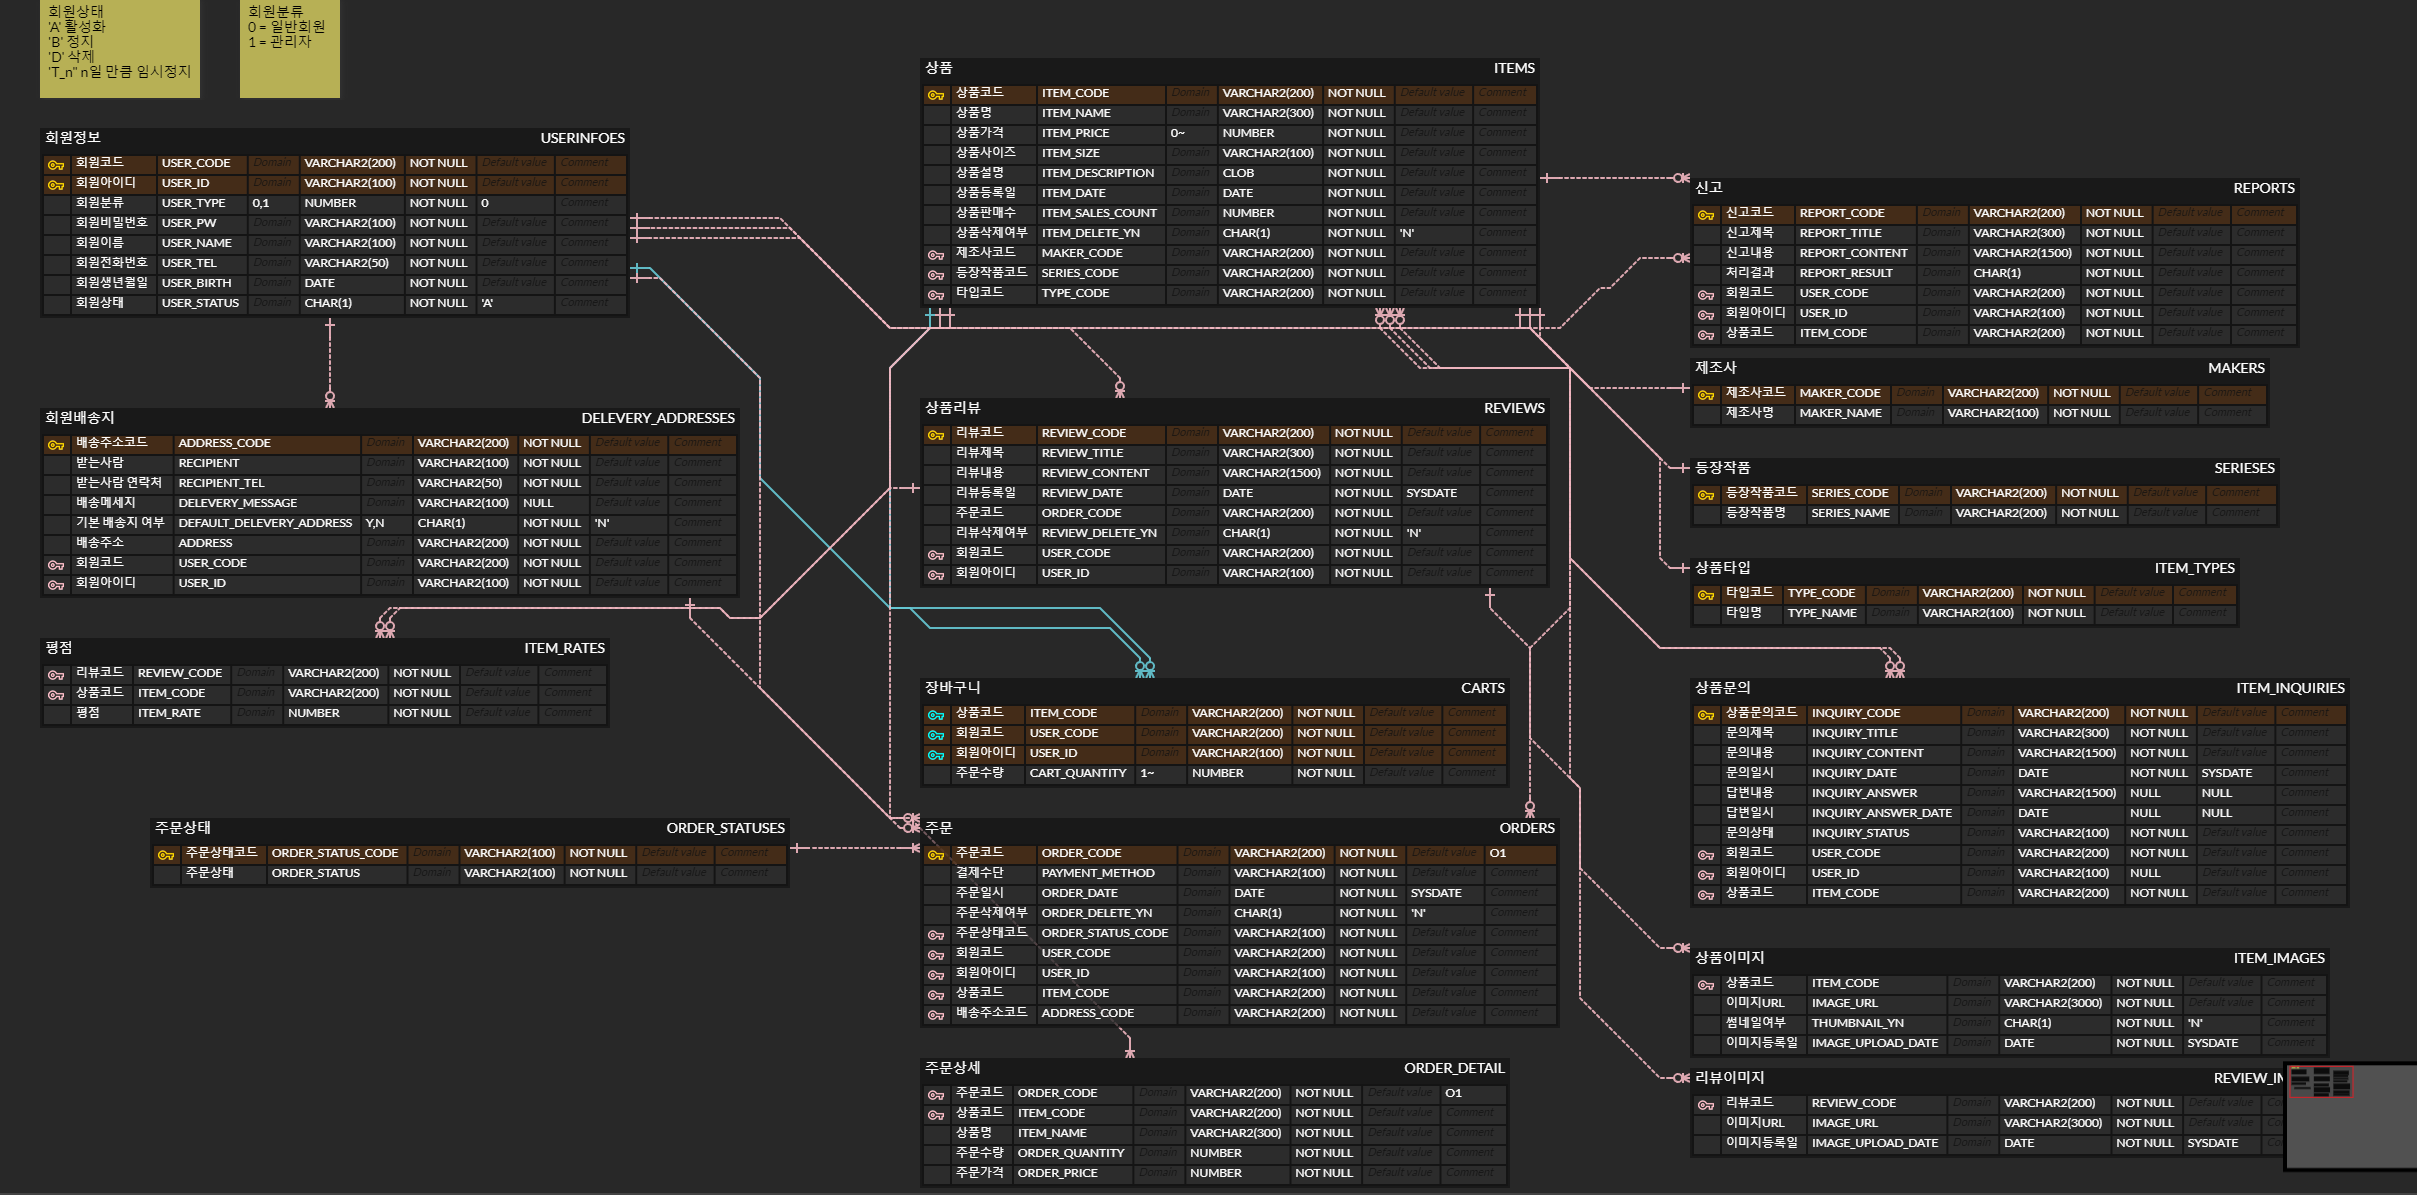 회원상태
'A' 활성화
'B' 정지
'D' 삭제
'T_n" n일 만큼 임시정지
회원분류
0 = 일반회원
1 = 관리자
회원정보 USERINFOES
회원코드 USER_CODE Domain VARCHAR2(200) NOT NULL Default value Comment
회원아이디 USER_ID Domain VARCHAR2(100) NOT NULL Default value Comment
회원분류 USER_TYPE 0,1 NUMBER NOT NULL 0 Comment
회원비밀번호 USER_PW Domain VARCHAR2(100) NOT NULL Default value Comment
회원이름 USER_NAME Domain VARCHAR2(100) NOT NULL Default value Comment
회원전화번호 USER_TEL Domain VARCHAR2(50) NOT NULL Default value Comment
회원생년월일 USER_BIRTH Domain DATE NOT NULL Default value Comment
회원상태 USER_STATUS Domain CHAR(1) NOT NULL 'A' Comment
회원배송지 DELEVERY_ADDRESSES
배송주소코드 ADDRESS_CODE Domain VARCHAR2(200) NOT NULL Default value Comment
받는사람 RECIPIENT Domain VARCHAR2(100) NOT NULL Default value Comment
받는사람 연락처 RECIPIENT_TEL Domain VARCHAR2(50) NOT NULL Default value Comment
배송메세지 DELEVERY_MESSAGE Domain VARCHAR2(100) NULL Default value Comment
기본 배송지 여부 DEFAULT_DELEVERY_ADDRESS Y,N CHAR(1) NOT NULL 'N' Comment
배송주소 ADDRESS Domain VARCHAR2(200) NOT NULL Default value Comment
회원코드 USER_CODE Domain VARCHAR2(200) NOT NULL Default value Comment
회원아이디 USER_ID Domain VARCHAR2(100) NOT NULL Default value Comment
평점 ITEM_RATES
리뷰코드 REVIEW_CODE Domain VARCHAR2(200) NOT NULL Default value Comment
상품코드 ITEM_CODE Domain VARCHAR2(200) NOT NULL Default value Comment
평점 ITEM_RATE Domain NUMBER NOT NULL Default value Comment
주문상태 ORDER_STATUSES
주문상태코드 ORDER_STATUS_CODE Domain VARCHAR2(100) NOT NULL Default value Comment
주문상태 ORDER_STATUS Domain VARCHAR2(100) NOT NULL Default value Comment
상품 ITEMS
상품코드 ITEM_CODE Domain VARCHAR2(200) NOT NULL Default value Comment
상품명 ITEM_NAME Domain VARCHAR2(300) NOT NULL Default value Comment
상품가격 ITEM_PRICE 0~ NUMBER NOT NULL Default value Comment
상품사이즈 ITEM_SIZE Domain VARCHAR2(100) NOT NULL Default value Comment
상품설명 ITEM_DESCRIPTION Domain CLOB NOT NULL Default value Comment
상품등록일 ITEM_DATE Domain DATE NOT NULL Default value Comment
상품판매수 ITEM_SALES_COUNT Domain NUMBER NOT NULL Default value Comment
상품삭제여부 ITEM_DELETE_YN Domain CHAR(1) NOT NULL 'N' Comment
제조사코드 MAKER_CODE Domain VARCHAR2(200) NOT NULL Default value Comment
등장작품코드 SERIES_CODE Domain VARCHAR2(200) NOT NULL Default value Comment
타입코드 TYPE_CODE Domain VARCHAR2(200) NOT NULL Default value Comment
상품리뷰 REVIEWS
리뷰코드 REVIEW_CODE Domain VARCHAR2(200) NOT NULL Default value Comment
리뷰제목 REVIEW_TITLE Domain VARCHAR2(300) NOT NULL Default value Comment
리뷰내용 REVIEW_CONTENT Domain VARCHAR2(1500) NOT NULL Default value Comment
리뷰등록일 REVIEW_DATE Domain DATE NOT NULL SYSDATE Comment
주문코드 ORDER_CODE Domain VARCHAR2(200) NOT NULL Default value Comment
리뷰삭제여부 REVIEW_DELETE_YN Domain CHAR(1) NOT NULL 'N' Comment
회원코드 USER_CODE Domain VARCHAR2(200) NOT NULL Default value Comment
회원아이디 USER_ID Domain VARCHAR2(100) NOT NULL Default value Comment
장바구니 CARTS
상품코드 ITEM_CODE Domain VARCHAR2(200) NOT NULL Default value Comment
회원코드 USER_CODE Domain VARCHAR2(200) NOT NULL Default value Comment
회원아이디 USER_ID Domain VARCHAR2(100) NOT NULL Default value Comment
주문수량 CART_QUANTITY 1~ NUMBER NOT NULL Default value Comment
주문 ORDERS
주문코드 ORDER_CODE Domain VARCHAR2(200) NOT NULL Default value O1
결제수단 PAYMENT_METHOD Domain VARCHAR2(100) NOT NULL Default value Comment
주문일시 ORDER_DATE Domain DATE NOT NULL SYSDATE Comment
주문삭제여부 ORDER_DELETE_YN Domain CHAR(1) NOT NULL 'N' Comment
주문상태코드 ORDER_STATUS_CODE Domain VARCHAR2(100) NOT NULL Default value Comment
회원코드 USER_CODE Domain VARCHAR2(200) NOT NULL Default value Comment
회원아이디 USER_ID Domain VARCHAR2(100) NOT NULL Default value Comment
상품코드 ITEM_CODE Domain VARCHAR2(200) NOT NULL Default value Comment
배송주소코드 ADDRESS_CODE Domain VARCHAR2(200) NOT NULL Default value Comment
주문상세 ORDER_DETAIL
주문코드 ORDER_CODE Domain VARCHAR2(200) NOT NULL Default value O1
상품코드 ITEM_CODE Domain VARCHAR2(200) NOT NULL Default value Comment
상품명 ITEM_NAME Domain VARCHAR2(300) NOT NULL Default value Comment
주문수량 ORDER_QUANTITY Domain NUMBER NOT NULL Default value Comment
주문가격 ORDER_PRICE Domain NUMBER NOT NULL Default value Comment
신고 REPORTS
신고코드 REPORT_CODE Domain VARCHAR2(200) NOT NULL Default value Comment
신고제목 REPORT_TITLE Domain VARCHAR2(300) NOT NULL Default value Comment
신고내용 REPORT_CONTENT Domain VARCHAR2(1500) NOT NULL Default value Comment
처리결과 REPORT_RESULT Domain CHAR(1) NOT NULL Default value Comment
회원코드 USER_CODE Domain VARCHAR2(200) NOT NULL Default value Comment
회원아이디 USER_ID Domain VARCHAR2(100) NOT NULL Default value Comment
상품코드 ITEM_CODE Domain VARCHAR2(200) NOT NULL Default value Comment
제조사 MAKERS
제조사코드 MAKER_CODE Domain VARCHAR2(200) NOT NULL Default value Comment
제조사명 MAKER_NAME Domain VARCHAR2(100) NOT NULL Default value Comment
등장작품 SERIESES
등장작품코드 SERIES_CODE Domain VARCHAR2(200) NOT NULL Default value Comment
등장작품명 SERIES_NAME Domain VARCHAR2(200) NOT NULL Default value Comment
상품타입 ITEM_TYPES
타입코드 TYPE_CODE Domain VARCHAR2(200) NOT NULL Default value Comment
타입명 TYPE_NAME Domain VARCHAR2(100) NOT NULL Default value Comment
상품문의 ITEM_INQUIRIES
상품문의코드 INQUIRY_CODE Domain VARCHAR2(200) NOT NULL Default value Comment
문의제목 INQUIRY_TITLE Domain VARCHAR2(300) NOT NULL Default value Comment
문의내용 INQUIRY_CONTENT Domain VARCHAR2(1500) NOT NULL Default value Comment
문의일시 INQUIRY_DATE Domain DATE NOT NULL SYSDATE Comment
답변내용 INQUIRY_ANSWER Domain VARCHAR2(1500) NULL NULL Comment
답변일시 INQUIRY_ANSWER_DATE Domain DATE NULL NULL Comment
문의상태 INQUIRY_STATUS Domain VARCHAR2(100) NOT NULL Default value Comment
회원코드 USER_CODE Domain VARCHAR2(200) NOT NULL Default value Comment
회원아이디 USER_ID Domain VARCHAR2(100) NULL Default value Comment
상품코드 ITEM_CODE Domain VARCHAR2(200) NOT NULL Default value Comment
상품이미지 ITEM_IMAGES
상품코드 ITEM_CODE Domain VARCHAR2(200) NOT NULL Default value Comment
이미지URL IMAGE_URL Domain VARCHAR2(3000) NOT NULL Default value Comment
썸네일여부 THUMBNAIL_YN Domain CHAR(1) NOT NULL 'N' Comment
이미지등록일 IMAGE_UPLOAD_DATE Domain DATE NOT NULL SYSDATE Comment
리뷰이미지 REVIEW_IN
리뷰코드 REVIEW_CODE Domain VARCHAR2(200) NOT NULL Default value Co
이미지URL IMAGE_URL Domain VARCHAR2(3000) NOT NULL Default value Co
이미지등록일 IMAGE_UPLOAD_DATE Domain DATE NOT NULL SYSDATE Co